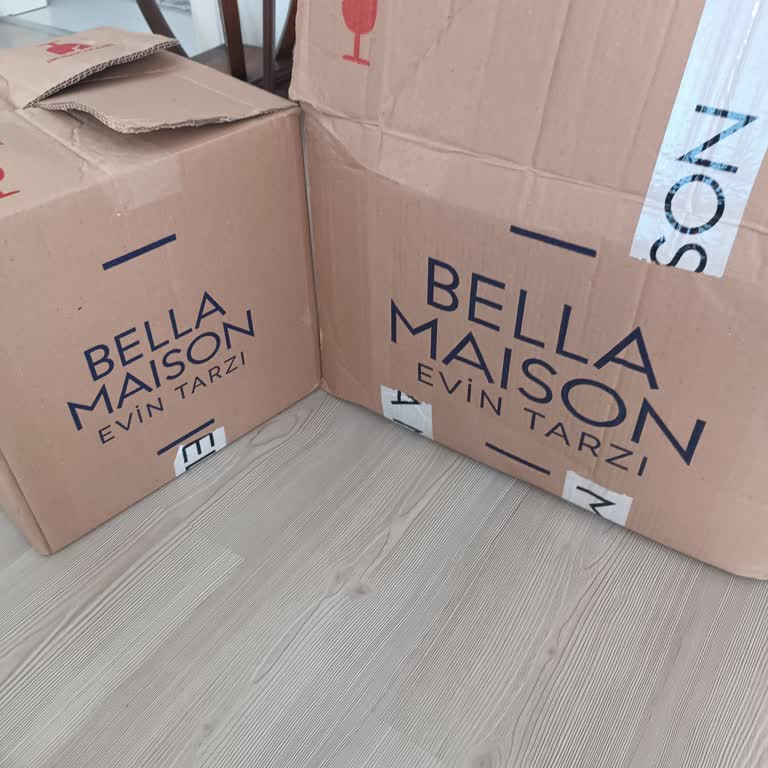 BELLA
MAISON
EVİN TARZI
BELLA
MAISON
EVİN TARZI
SON